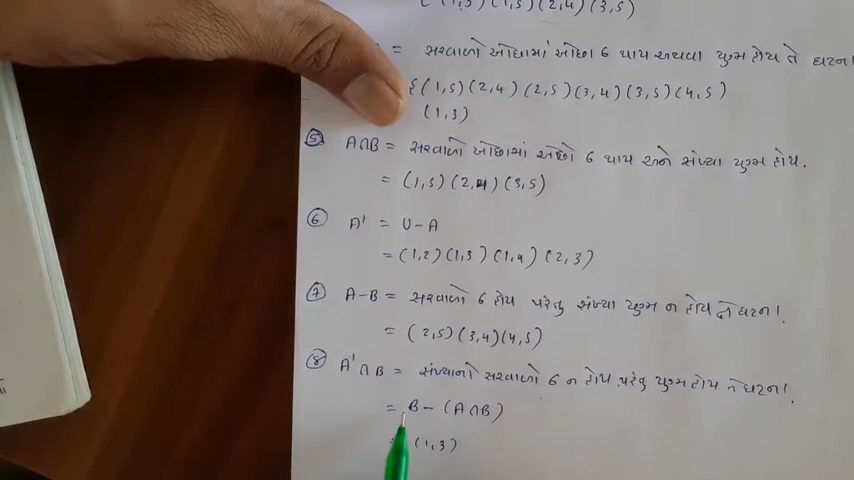 (1,3) (1,5) (2,4) (3,5)
= સરવાળો ઓછામાં ઓછા 6 થાય અથવા યુગ્મ હોય તે ઘટના
{(1,5) (2,4) (2,5) (3,4) (3,5) (4,5)
(1,3)
⑤ A∩B = સરવાળો ઓછામાં ઓછો 6 થાય અને સંખ્યા યુગ્મ હોય.
= (1,5) (2,4) (3,5)
⑥ A' = U-A
= (1,2) (1,3) (1,4) (2,3)
⑦ A-B = સરવાળો 6 હોય પરંતુ સંખ્યા યુગ્મ ન હોય તે ઘટના.
= (2,5) (3,4) (4,5)
⑧ A'∩B = સંખ્યાનો સરવાળો 6 ન હોય પરંતુ યુગ્મ હોય તે ઘટના.
= B - (A∩B)
= (1,3)